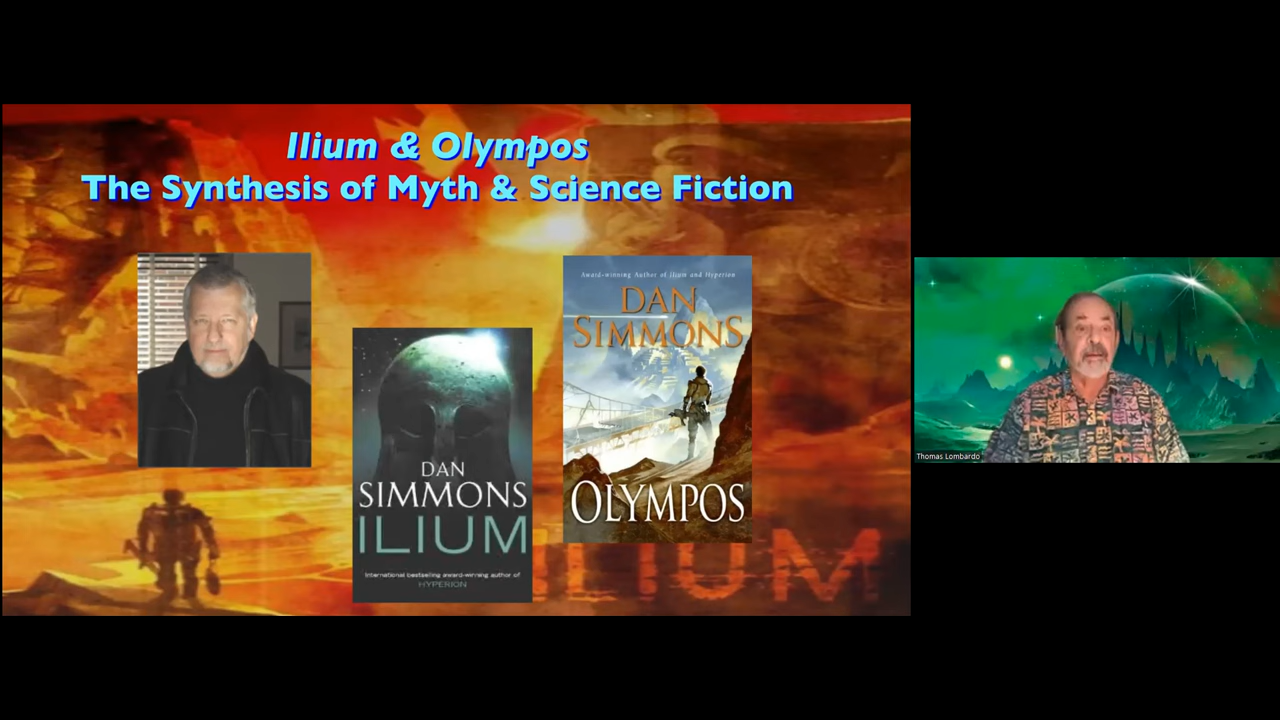 Ilium & Olympos
The Synthesis of Myth & Science Fiction
Award-winning Author of Ilium and Hyperion
DAN
SIMMONS
OLYMPOS
DAN
SIMMONS
ILIUM
International bestselling award-winning author of
HYPERION
ILIUM
Thomas Lombardo